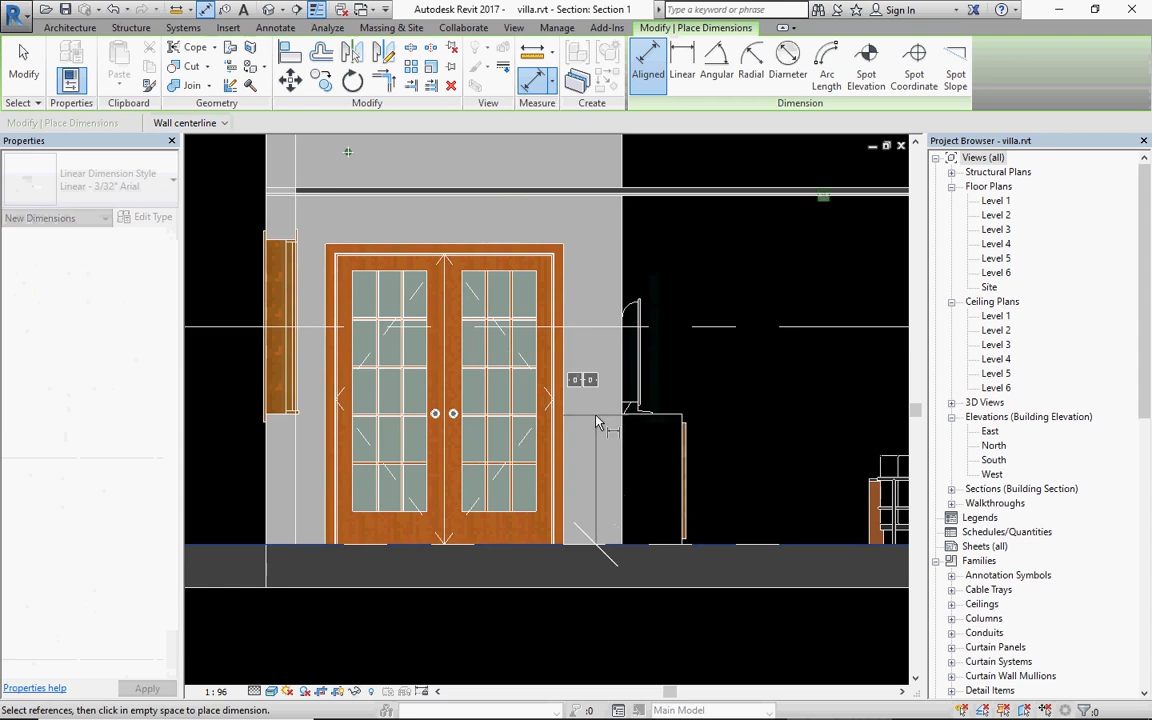 Autodesk Revit 2017 - villa.rvt - Section: Section 1
Type a keyword or phrase
Sign In
Architecture Structure Systems Insert Annotate Analyze Massing & Site Collaborate View Manage Add-Ins Modify | Place Dimensions
Modify
Paste
Cope
Cut
Join
Aligned Linear Angular Radial Diameter Arc Length Spot Elevation Spot Coordinate Spot Slope
Select Properties Clipboard Geometry Modify View Measure Create Dimension
Modify | Place Dimensions Wall centerline
Properties
Linear Dimension Style
Linear - 3/32" Arial
New Dimensions Edit Type
Properties help Apply
0 0
Project Browser - villa.rvt
Views (all)
Structural Plans
Floor Plans
Level 1
Level 2
Level 3
Level 4
Level 5
Level 6
Site
Ceiling Plans
Level 1
Level 2
Level 3
Level 4
Level 5
Level 6
3D Views
Elevations (Building Elevation)
East
North
South
West
Sections (Building Section)
Walkthroughs
Legends
Schedules/Quantities
Sheets (all)
Families
Annotation Symbols
Cable Trays
Ceilings
Columns
Conduits
Curtain Panels
Curtain Systems
Curtain Wall Mullions
Detail Items
1 : 96
Select references, then click in empty space to place dimension.
:0 Main Model :0